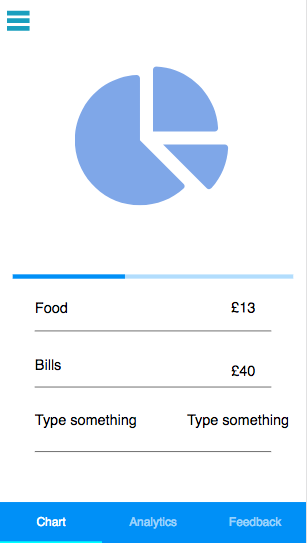 Food £13
Bills £40
Type something Type something
Chart Analytics Feedback